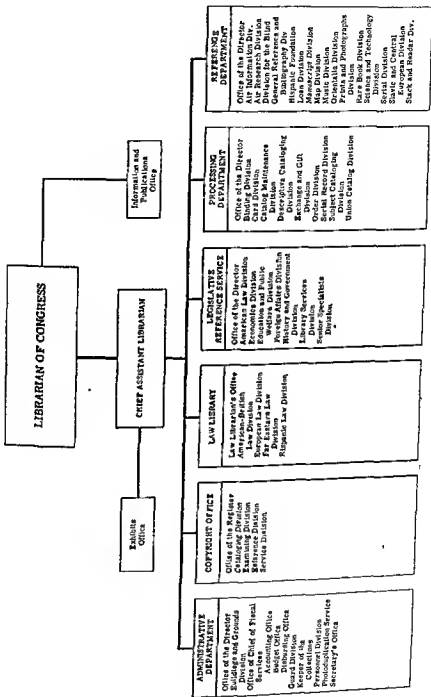 LIBRARIAN OF CONGRESS
Information and
Publications
Office
CHIEF ASSISTANT LIBRARIAN
Exhibits
Office
ADMINISTRATIVE
DEPARTMENT
Office of the Director
Buildings and Grounds
Division
Office of Chief of Fiscal
Services
Accounting Office
Budget Office
Disbursing Office
Guard Division
Keeper of the
Collections
Personnel Division
Photoduplication Service
Secretary's Office
COPYRIGHT OFFICE
Office of the Register
Cataloging Division
Examining Division
Reference Division
Service Division
LAW LIBRARY
Law Librarian's Office
American-British
Law Division
European Law Division
Far Eastern Law
Division
Hispanic Law Division
LEGISLATIVE
REFERENCE SERVICE
Office of the Director
American Law Division
Economics Division
Education and Public
Welfare Division
Foreign Affairs Division
History and Government
Division
Library Services
Division
Senior Specialists
Division
PROCESSING
DEPARTMENT
Office of the Director
Binding Division
Card Division
Catalog Maintenance
Division
Descriptive Cataloging
Division
Exchange and Gift
Division
Order Division
Serial Record Division
Subject Cataloging
Division
Union Catalog Division
REFERENCE
DEPARTMENT
Office of the Director
Air Information Div.
Air Research Division
Division for the Blind
General Reference and
Bibliography Div
Hispanic Foundation
Loan Division
Manuscript Division
Map Division
Music Division
Orientalia Division
Prints and Photographs
Division
Rare Book Division
Science and Technology
Division
Serial Division
Slavic and Central
European Division
Stack and Reader Div.